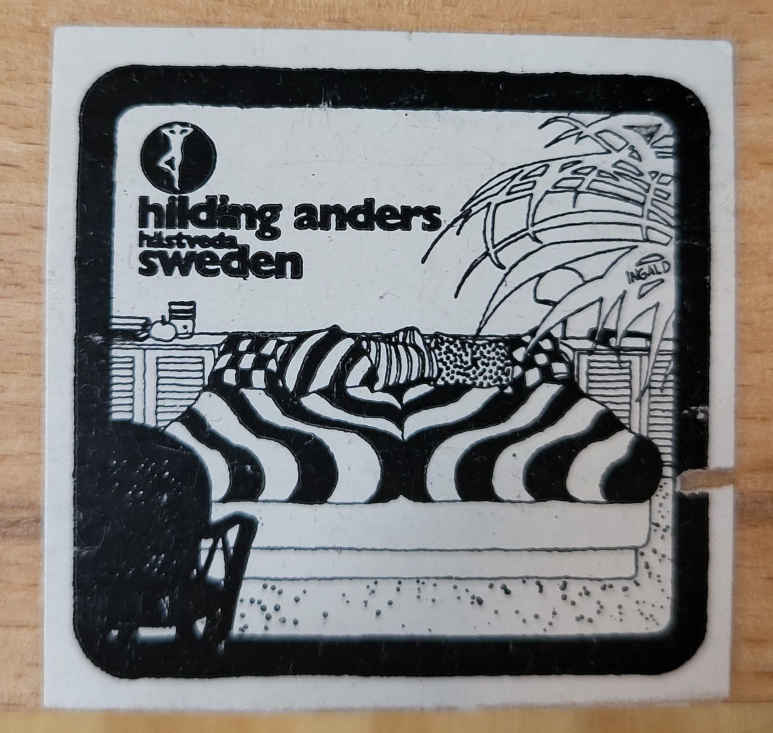 hilding anders
hästveda
sweden
INGALD